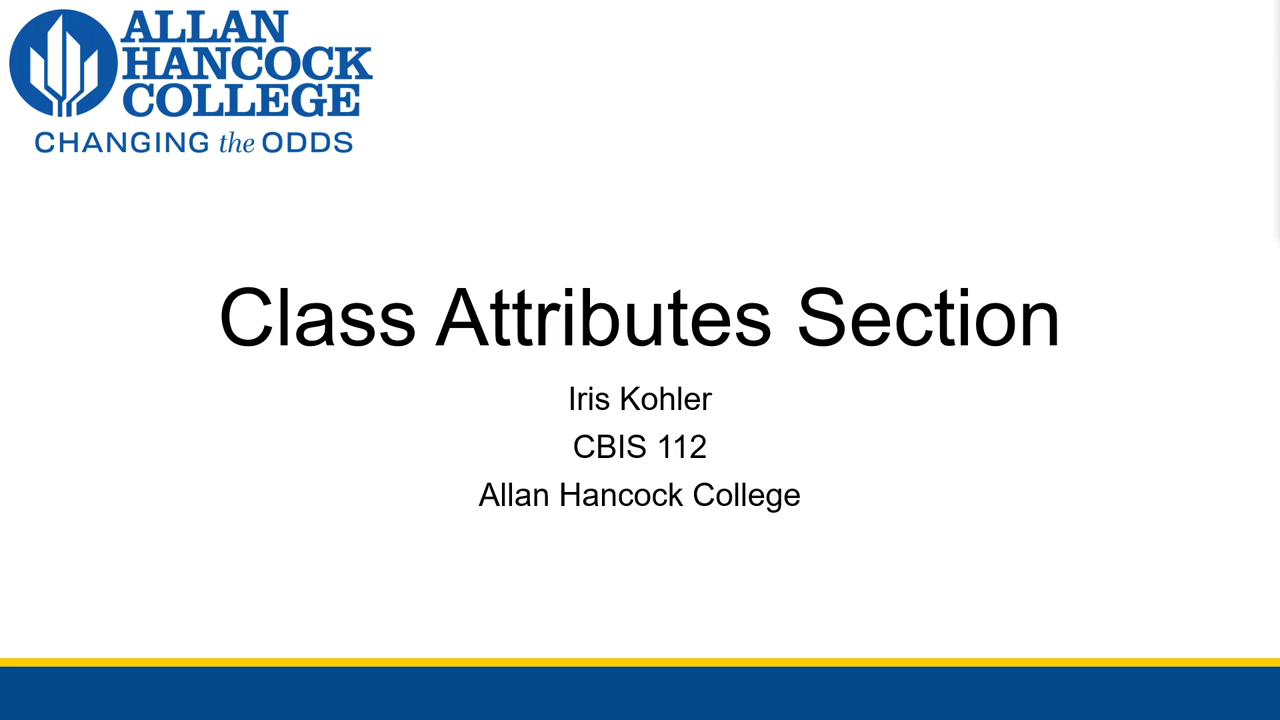 ALLAN
HANCOCK
COLLEGE
CHANGING the ODDS
Class Attributes Section
Iris Kohler
CBIS 112
Allan Hancock College